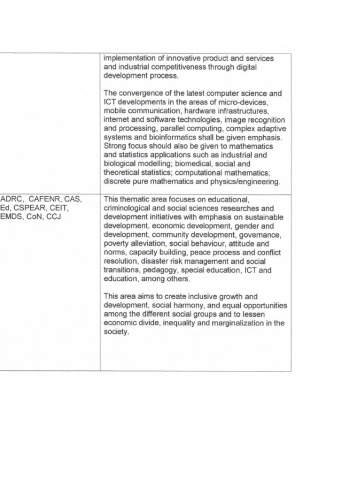 implementation of innovative product and services
and industrial competitiveness through digital
development process.
The convergence of the latest computer science and
ICT developments in the areas of micro-devices,
mobile communication, hardware infrastructures,
internet and software technologies, image recognition
and processing, parallel computing, complex adaptive
systems and bioinformatics shall be given emphasis.
Strong focus should also be given to mathematics
and statistics applications such as industrial and
biological modelling; biomedical, social and
theoretical statistics; computational mathematics;
discrete pure mathematics and physics/engineering.
ADRC, CAFENR, CAS,
Ed, CSPEAR, CEIT,
EMDS, CoN, CCJ
This thematic area focuses on educational,
criminological and social sciences researches and
development initiatives with emphasis on sustainable
development, economic development, gender and
development, community development, governance,
poverty alleviation, social behaviour, attitude and
norms, capacity building, peace process and conflict
resolution, disaster risk management and social
transitions, pedagogy, special education, ICT and
education, among others.
This area aims to create inclusive growth and
development, social harmony, and equal opportunities
among the different social groups and to lessen
economic divide, inequality and marginalization in the
society.